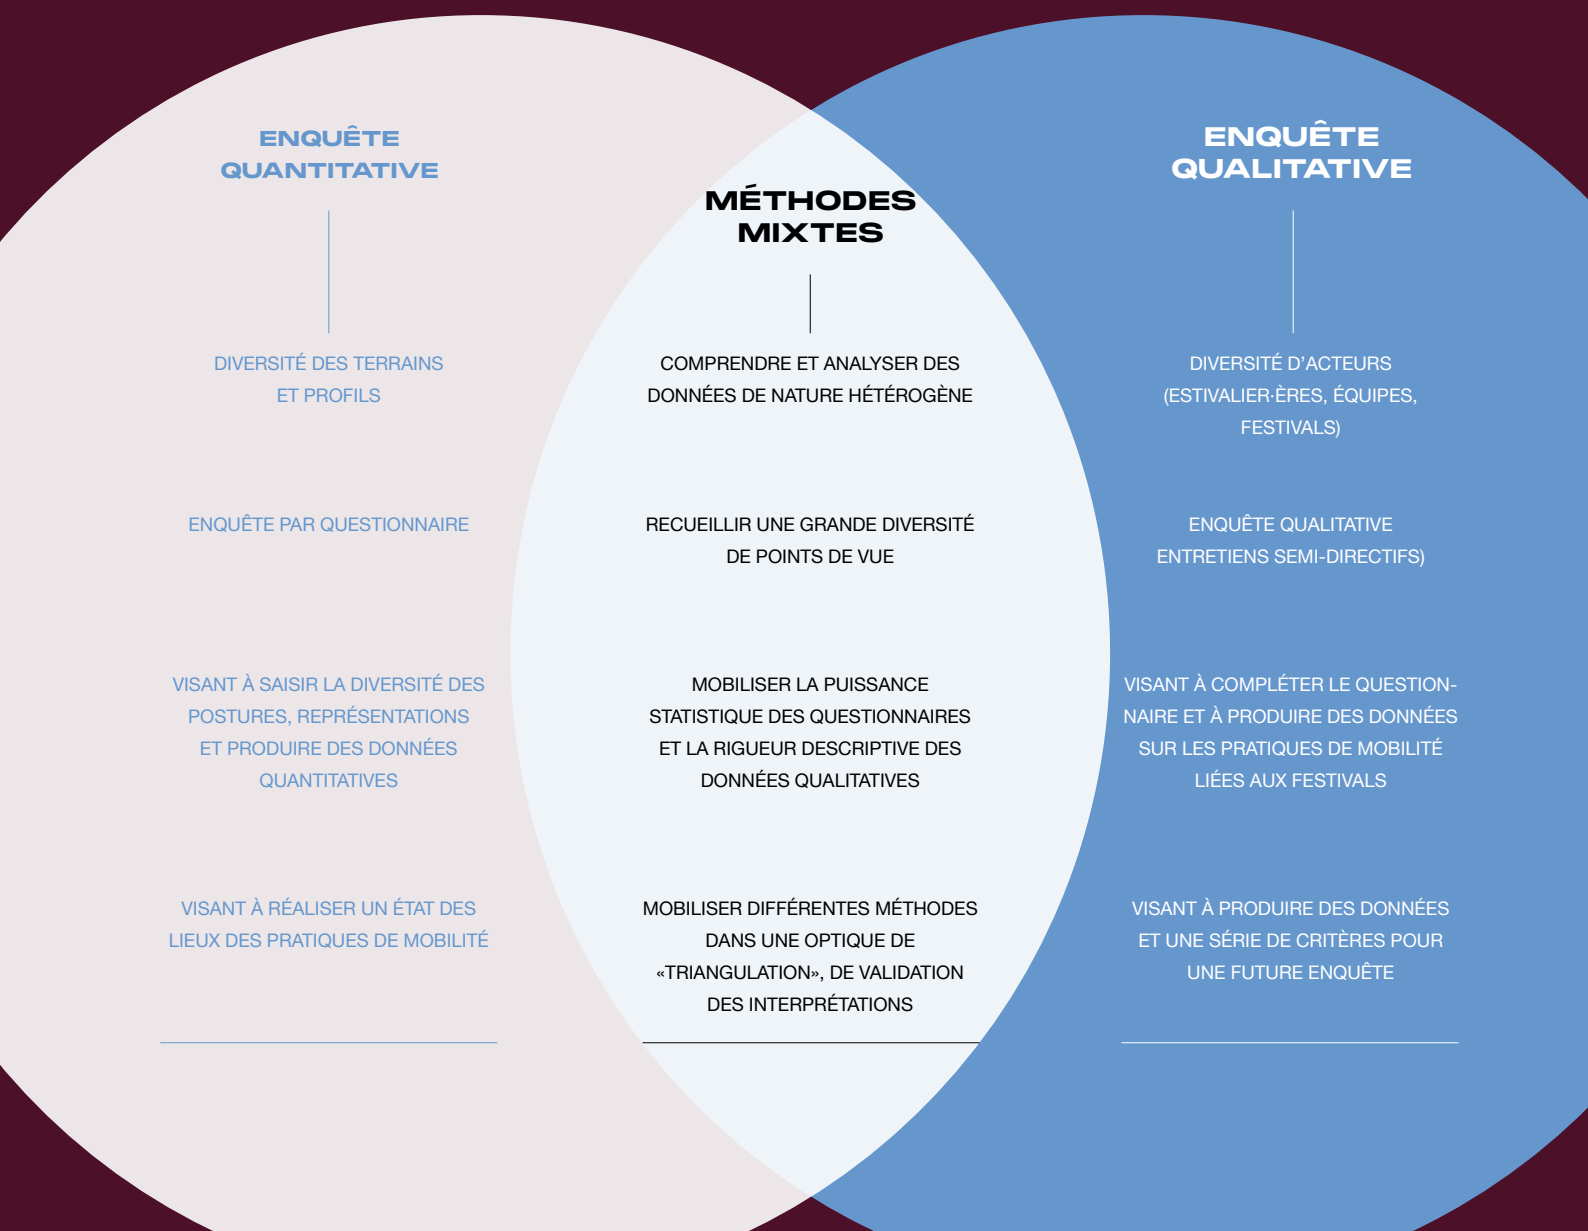 ENQUÊTE
QUANTITATIVE
DIVERSITÉ DES TERRAINS
ET PROFILS
ENQUÊTE PAR QUESTIONNAIRE
VISANT À SAISIR LA DIVERSITÉ DES
POSTURES, REPRÉSENTATIONS
ET PRODUIRE DES DONNÉES
QUANTITATIVES
VISANT À RÉALISER UN ÉTAT DES
LIEUX DES PRATIQUES DE MOBILITÉ
MÉTHODES
MIXTES
COMPRENDRE ET ANALYSER DES
DONNÉES DE NATURE HÉTÉROGÈNE
RECUEILLIR UNE GRANDE DIVERSITÉ
DE POINTS DE VUE
MOBILISER LA PUISSANCE
STATISTIQUE DES QUESTIONNAIRES
ET LA RIGUEUR DESCRIPTIVE DES
DONNÉES QUALITATIVES
MOBILISER DIFFÉRENTES MÉTHODES
DANS UNE OPTIQUE DE
«TRIANGULATION», DE VALIDATION
DES INTERPRÉTATIONS
ENQUÊTE
QUALITATIVE
DIVERSITÉ D’ACTEURS
(ESTIVALIER·ÈRES, ÉQUIPES,
FESTIVALS)
ENQUÊTE QUALITATIVE
ENTRETIENS SEMI-DIRECTIFS)
VISANT À COMPLÉTER LE QUESTION-
NAIRE ET À PRODUIRE DES DONNÉES
SUR LES PRATIQUES DE MOBILITÉ
LIÉES AUX FESTIVALS
VISANT À PRODUIRE DES DONNÉES
ET UNE SÉRIE DE CRITÈRES POUR
UNE FUTURE ENQUÊTE